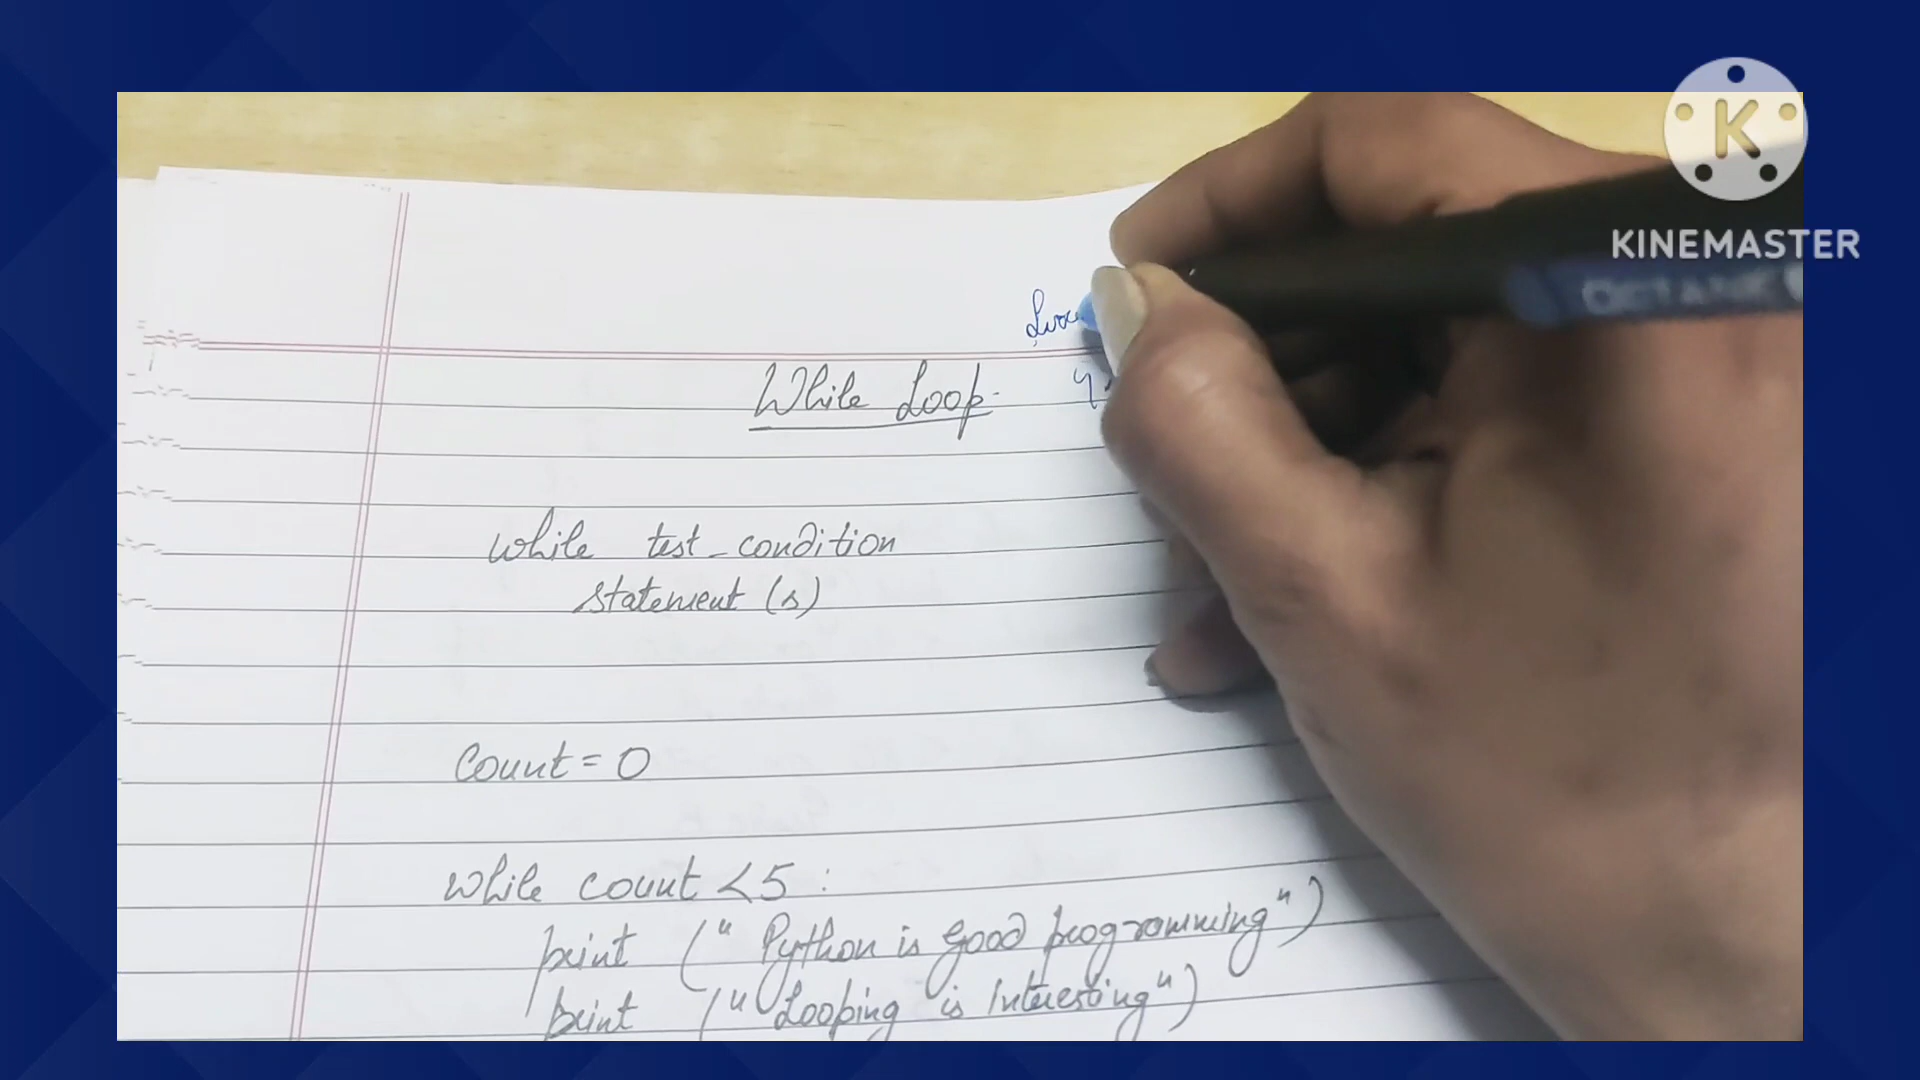 K
KINEMASTER
OCTANE
While Loop
while test_condition
statement (s)
Count = 0
while count < 5 :
print (" Python is good programming")
print (" Looping is Interesting")